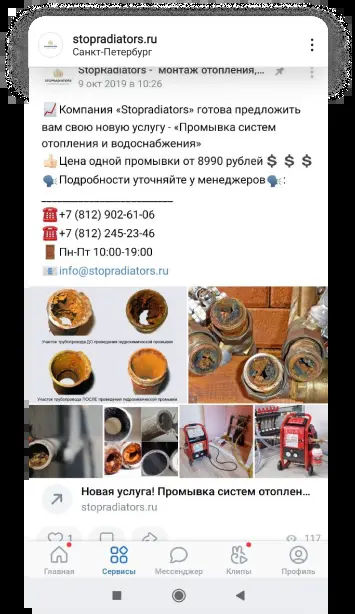 stopradiators.ru
Санкт-Петербург
StopRadiators - монтаж отопления,...
9 окт 2019 в 10:26
Компания «Stopradiators» готова предложить
вам свою новую услугу - «Промывка систем
отопления и водоснабжения»
Цена одной промывки от 8990 рублей
Подробности уточняйте у менеджеров:
+7 (812) 902-61-06
+7 (812) 245-23-46
Пн-Пт 10:00-19:00
info@stopradiators.ru
Участок трубопровода ДО проведения гидрохимической промывки
Участок трубопровода ПОСЛЕ проведения гидрохимической промывки
Новая услуга! Промывка систем отоплен...
stopradiators.ru
1
117
Главная
Сервисы
Мессенджер
Клипы
Профиль